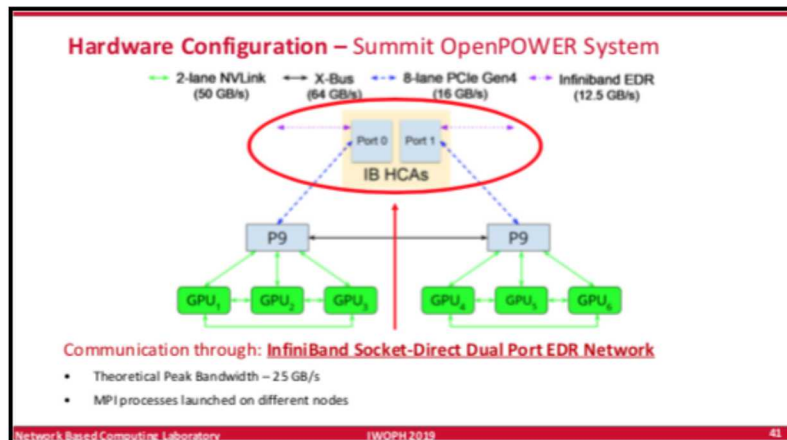 Hardware Configuration – Summit OpenPOWER System
2-lane NVLink X-Bus 8-lane PCIe Gen4 Infiniband EDR
(50 GB/s) (64 GB/s) (16 GB/s) (12.5 GB/s)
Port 0 Port 1
IB HCAs
P9 P9
GPU1 GPU2 GPU3 GPU4 GPU5 GPU6
Communication through: InfiniBand Socket-Direct Dual Port EDR Network
▪ Theoretical Peak Bandwidth – 25 GB/s
▪ MPI processes launched on different nodes
Network Based Computing Laboratory IWOPH 2019 41